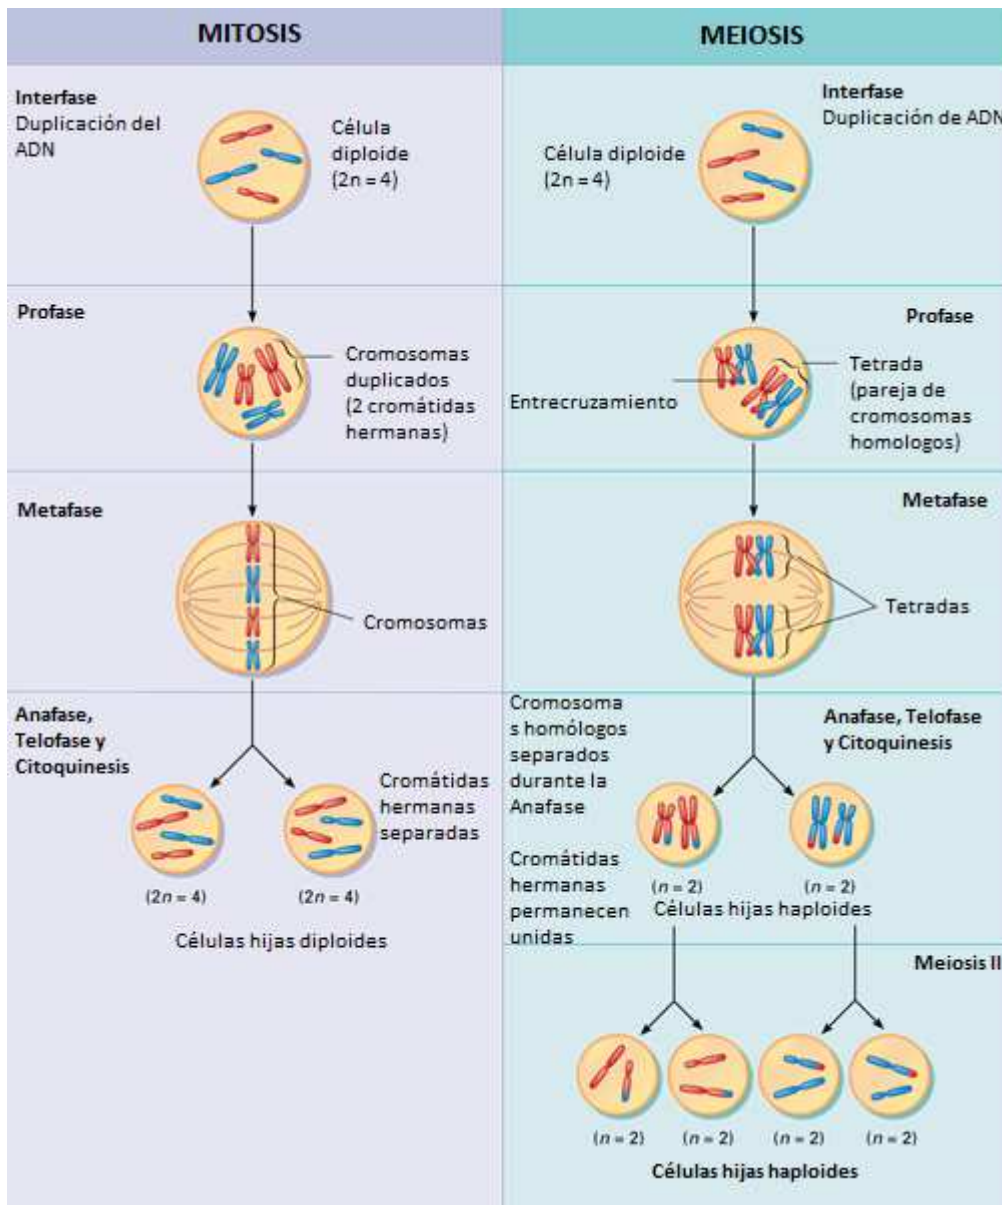 MITOSIS
Interfase
Duplicación del
ADN
Célula
diploide
(2n = 4)
Profase
Cromosomas
duplicados
(2 cromátidas
hermanas)
Metafase
Cromosomas
Anafase,
Telofase y
Citoquinesis
Cromátidas
hermanas
separadas
(2n = 4)
(2n = 4)
Células hijas diploides
MEIOSIS
Interfase
Duplicación de ADN
Célula diploide
(2n = 4)
Profase
Entrecruzamiento
Tetrada
(pareja de
cromosomas
homologos)
Metafase
Tetradas
Cromosoma
s homólogos
separados
durante la
Anafase
Anafase, Telofase
y Citoquinesis
Cromátidas
hermanas
permanecen
unidas
(n = 2)
(n = 2)
Células hijas haploides
Meiosis II
(n = 2)
(n = 2)
(n = 2)
(n = 2)
Células hijas haploides